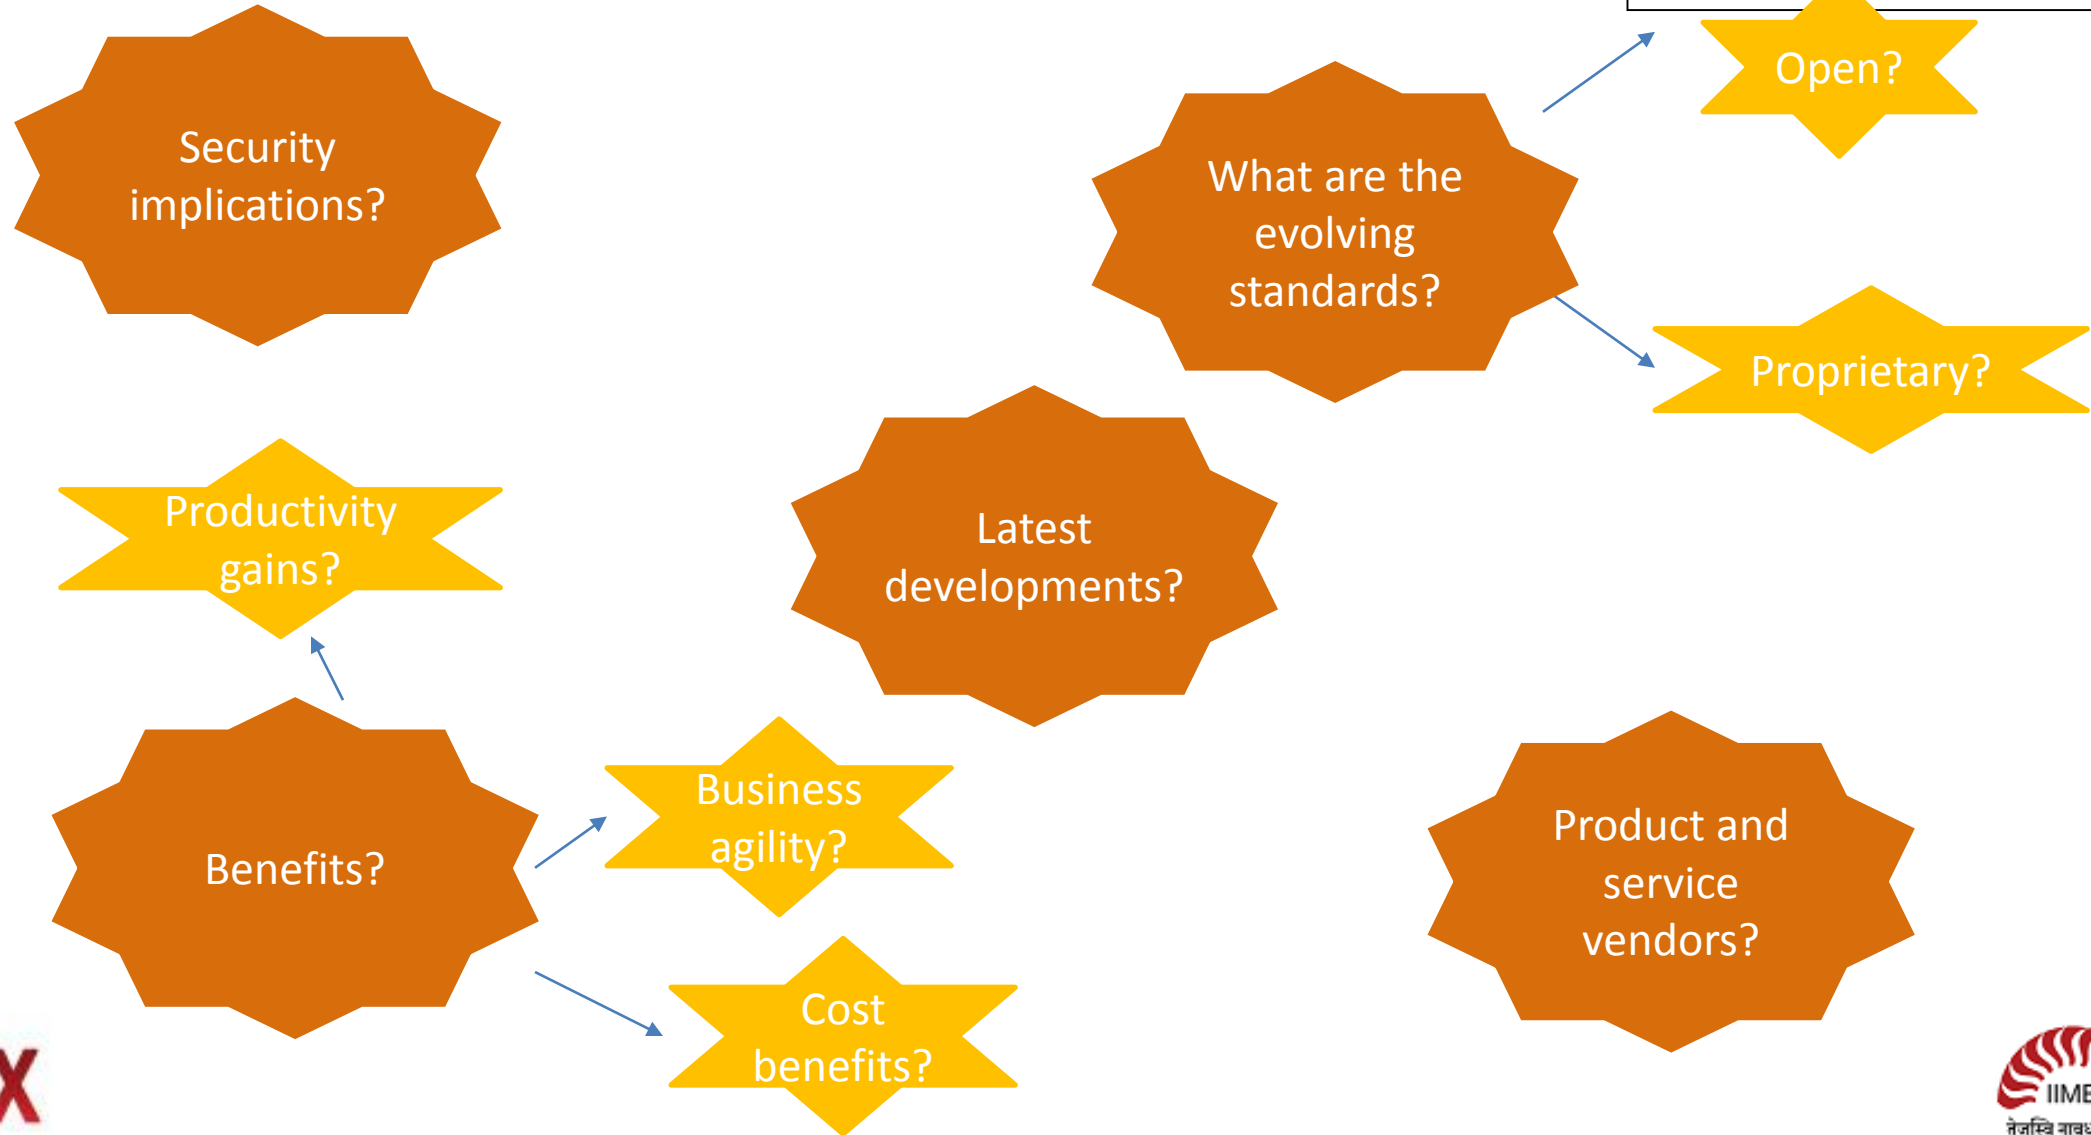 Security
implications?
What are the
evolving
standards?
Open?
Proprietary?
Productivity
gains?
Latest
developments?
Benefits?
Business
agility?
Cost
benefits?
Product and
service
vendors?
X
IIMB